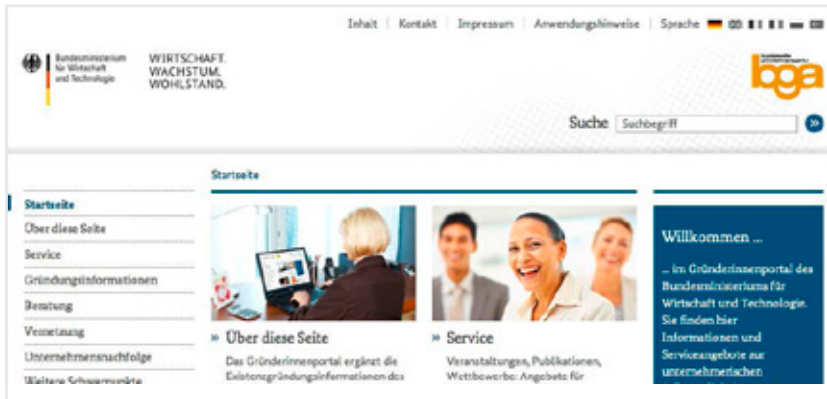 Inhalt | Kontakt | Impressum | Anwendungshinweise | Sprache
Bundesministerium
für Wirtschaft
und Technologie
WIRTSCHAFT.
WACHSTUM.
WOHLSTAND.
bga
Suche Suchbegriff
Startseite
Startseite
Über diese Seite
Service
Gründungsinformationen
Beratung
Vernetzung
Unternehmensnachfolge
Weitere Schwerpunkte
» Über diese Seite
Das Gründerinnenportal ergänzt die
Existenzgründungsinformationen des
» Service
Veranstaltungen, Publikationen,
Wettbewerbe: Angebote für
Willkommen ...
... im Gründerinnenportal des
Bundesministeriums für
Wirtschaft und Technologie.
Sie finden hier
Informationen und
Serviceangebote zur
unternehmerischen